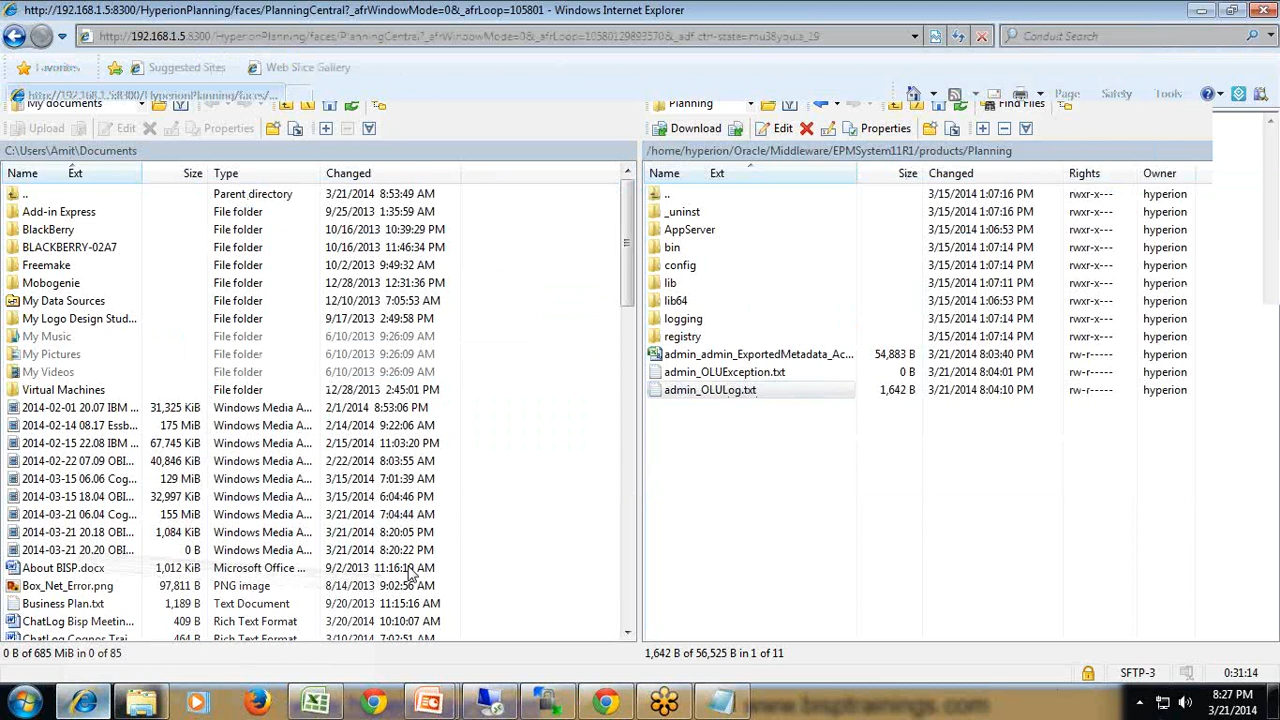 http://192.168.1.5:8300/HyperionPlanning/faces/PlanningCentral?_afrWindowMode=0&_afrLoop=105801 - Windows Internet Explorer
Conduit Search
Favorites Suggested Sites Web Slice Gallery
http://192.168.1.5:8300/HyperionPlanning/faces/...
Page Safety Tools
My documents Planning Find Files
Upload Edit Properties Download Edit Properties
C:\Users\Amit\Documents /home/hyperion/Oracle/Middleware/EPMSystem11R1/products/Planning
Name Ext Size Type Changed Name Ext Size Changed Rights Owner
.. Parent directory 3/21/2014 8:53:49 AM .. 3/15/2014 1:07:16 PM rwxr-x--- hyperion
Add-in Express File folder 9/25/2013 1:35:59 AM _uninst 3/15/2014 1:07:16 PM rwxr-x--- hyperion
BlackBerry File folder 10/16/2013 10:39:29 PM AppServer 3/15/2014 1:06:53 PM rwxr-x--- hyperion
BLACKBERRY-02A7 File folder 10/16/2013 11:46:34 PM bin 3/15/2014 1:07:14 PM rwxr-x--- hyperion
Freemake File folder 10/2/2013 9:49:32 AM config 3/15/2014 1:07:14 PM rwxr-x--- hyperion
Mobogenie File folder 12/28/2013 12:31:36 PM lib 3/15/2014 1:07:11 PM rwxr-x--- hyperion
My Data Sources File folder 12/10/2013 7:05:53 AM lib64 3/15/2014 1:06:53 PM rwxr-x--- hyperion
My Logo Design Stud... File folder 9/17/2013 2:49:58 PM logging 3/15/2014 1:07:14 PM rwxr-x--- hyperion
My Music File folder 6/10/2013 9:26:09 AM registry 3/15/2014 1:07:14 PM rwxr-x--- hyperion
My Pictures File folder 6/10/2013 9:26:09 AM admin_admin_ExportedMetadata_Ac... 54,883 B 3/21/2014 8:03:40 PM rw-r----- hyperion
My Videos File folder 6/10/2013 9:26:09 AM admin_OLUException.txt 0 B 3/21/2014 8:04:01 PM rw-r----- hyperion
Virtual Machines File folder 12/28/2013 2:45:01 PM admin_OLULog.txt 1,642 B 3/21/2014 8:04:10 PM rw-r----- hyperion
2014-02-01 20.07 IBM ... 31,325 KiB Windows Media A... 2/1/2014 8:53:06 PM
2014-02-14 08.17 Essb... 175 MiB Windows Media A... 2/14/2014 9:22:06 AM
2014-02-15 22.08 IBM ... 67,745 KiB Windows Media A... 2/15/2014 11:03:20 PM
2014-02-22 07.09 OBI... 40,846 KiB Windows Media A... 2/22/2014 8:03:55 AM
2014-03-15 06.06 Cog... 129 MiB Windows Media A... 3/15/2014 7:01:39 AM
2014-03-15 18.04 OBI... 32,997 KiB Windows Media A... 3/15/2014 6:04:46 PM
2014-03-21 06.04 Cog... 155 MiB Windows Media A... 3/21/2014 7:04:44 AM
2014-03-21 20.18 OBI... 1,084 KiB Windows Media A... 3/21/2014 8:20:05 PM
2014-03-21 20.20 OBI... 0 B Windows Media A... 3/21/2014 8:20:22 PM
About BISP.docx 1,012 KiB Microsoft Office ... 9/2/2013 11:16:19 AM
Box_Net_Error.png 97,811 B PNG image 8/14/2013 9:02:56 AM
Business Plan.txt 1,189 B Text Document 9/20/2013 11:15:16 AM
ChatLog Bisp Meetin... 409 B Rich Text Format 3/20/2014 10:10:07 AM
ChatLog Cognos Trai... 464 B Rich Text Format 3/10/2014 7:02:51 AM
0 B of 685 MiB in 0 of 85 1,642 B of 56,525 B in 1 of 11
SFTP-3 0:31:14
8:27 PM
3/21/2014